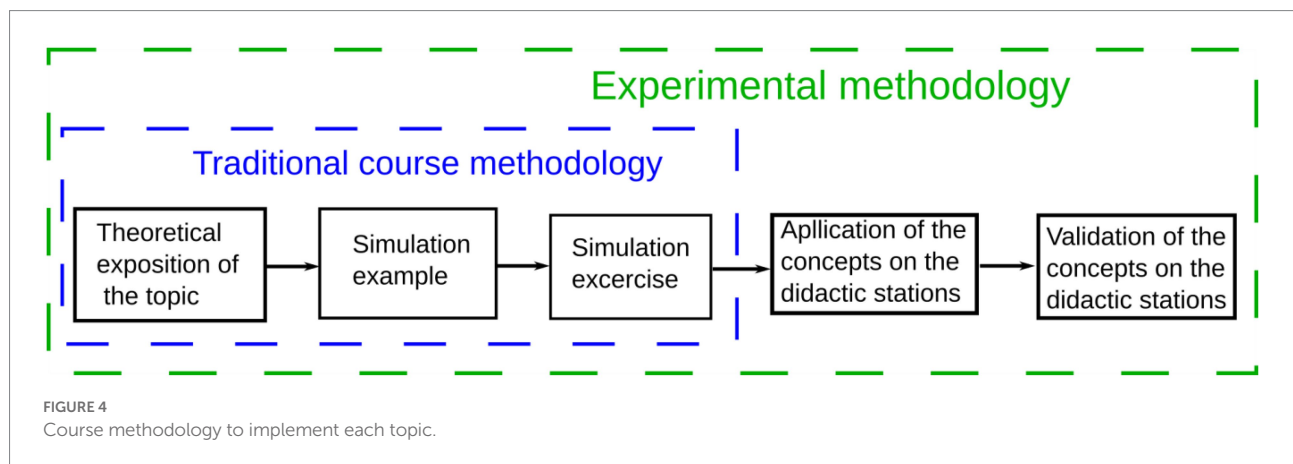 Experimental methodology
Traditional course methodology
Theoretical
exposition of
the topic
Simulation
example
Simulation
excercise
Apllication of the
concepts on the
didactic stations
Validation of the
concepts on the
didactic stations
FIGURE 4
Course methodology to implement each topic.